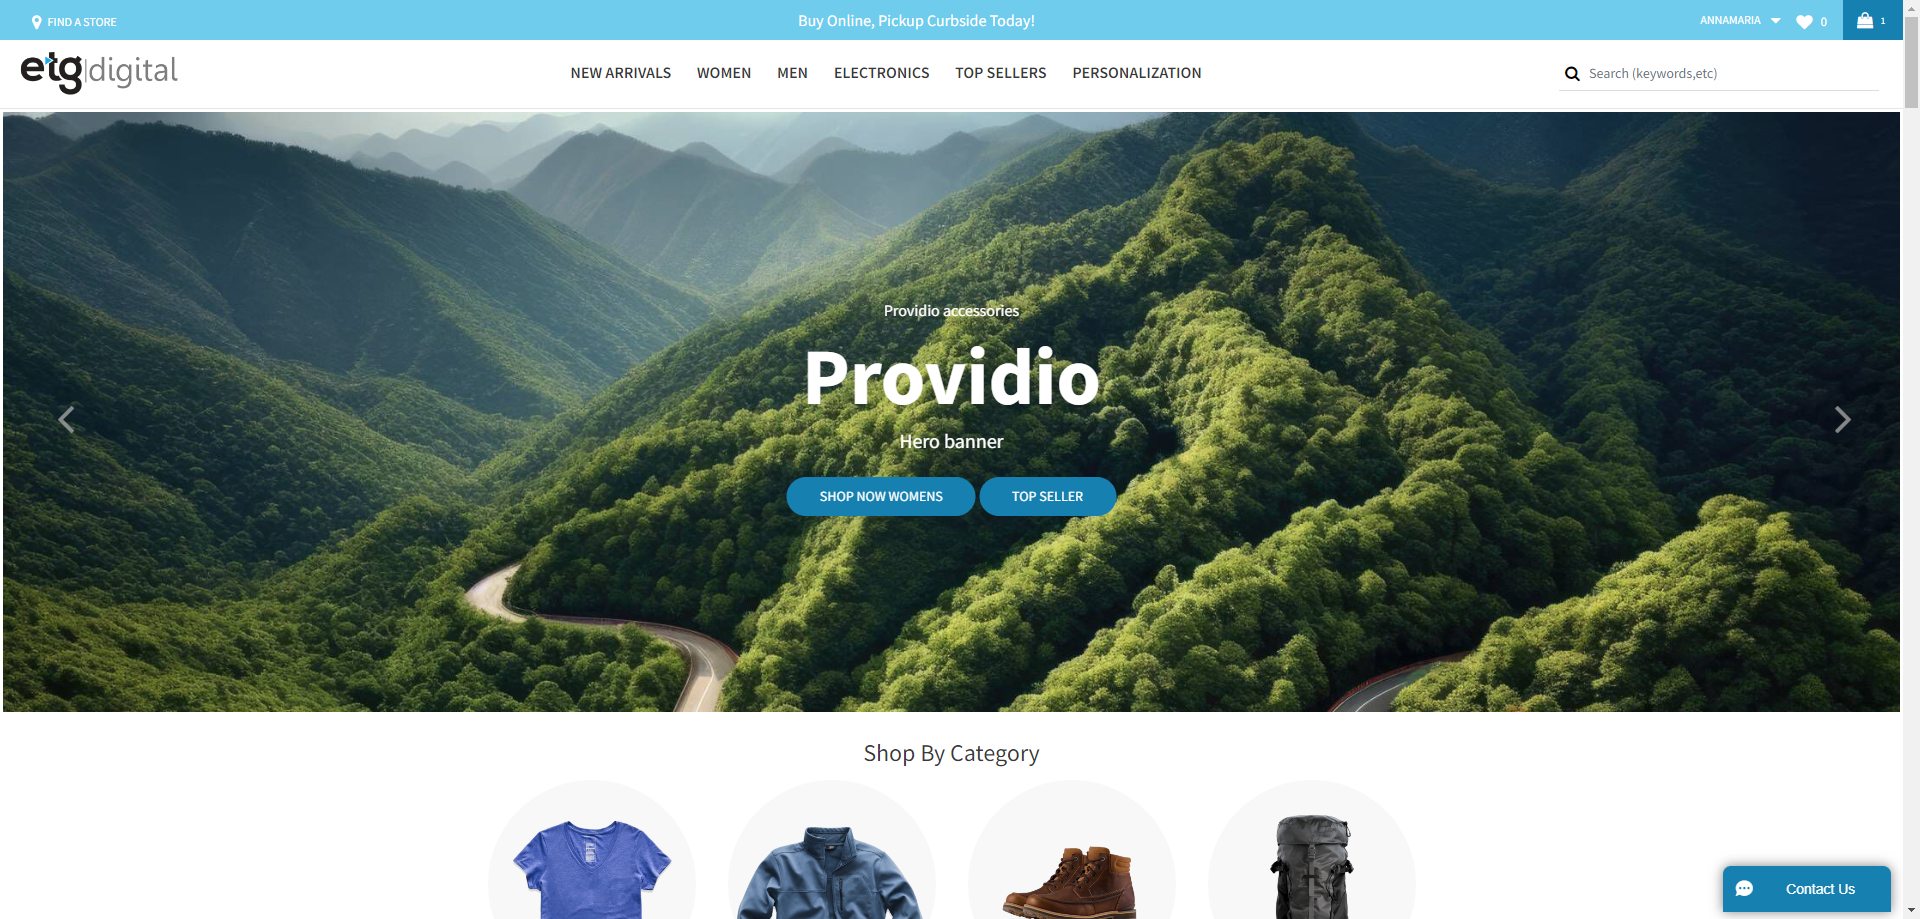 FIND A STORE
Buy Online, Pickup Curbside Today!
ANNAMARIA
0
1
etg|digital
NEW ARRIVALS WOMEN MEN ELECTRONICS TOP SELLERS PERSONALIZATION
Search (keywords,etc)
Providio accessories
Providio
Hero banner
SHOP NOW WOMENS
TOP SELLER
Shop By Category
Contact Us